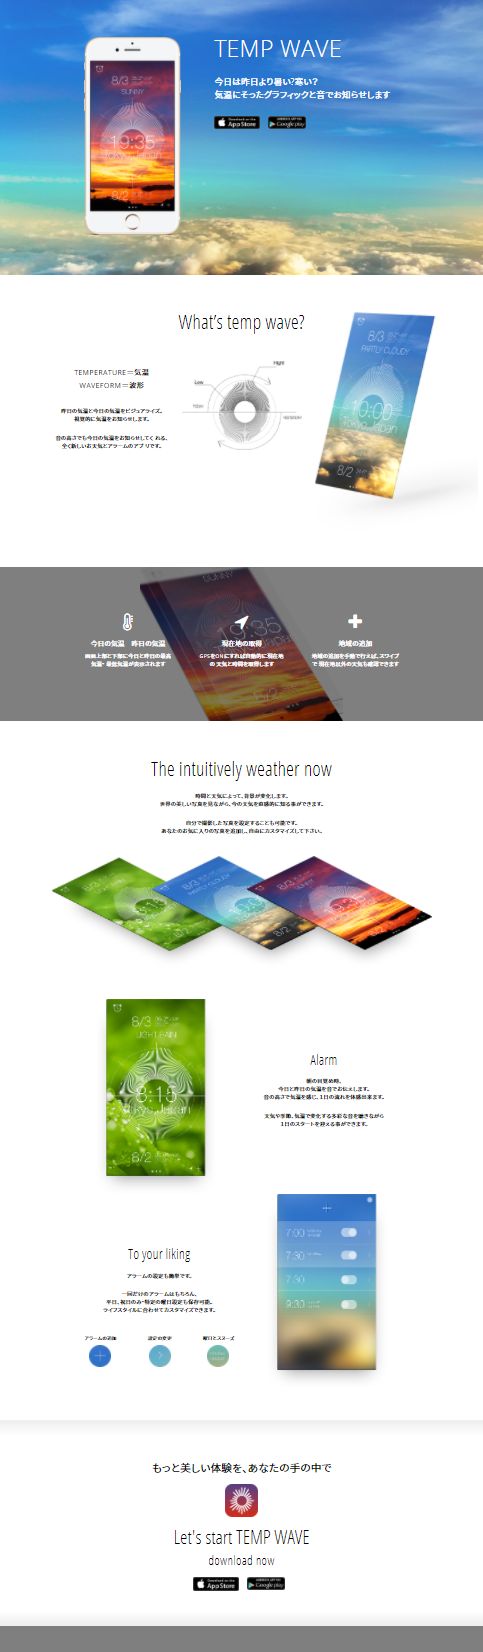 TEMP WAVE
今日は昨日より暑い?寒い?
気温にそったグラフィックと音でお知らせします
App Store
Google play
8/3
SUNNY
19:35
8/2
What's temp wave?
TEMPERATURE=気温
WAVEFORM=波形
昨日の気温と今日の気温をビジュアライズ。
視覚的に気温をお知らせします。
音の高さでも今日の気温をお知らせしてくれる、
全く新しいお天気とアラームのアプリです。
Hight
Low
8/3
PARTLY CLOUDY
10:00
Tokyo,Japan
8/2
SUNNY
19:35
今日の気温 昨日の気温
画面上部と下部に今日と昨日の最高
気温・最低気温が表示されます
現在地の取得
GPSをONにすれば自動的に現在地
の天気と時間を取得します
地域の追加
地域の追加を手動で行えば、スワイプ
で現在地以外の天気も確認できます
The intuitively weather now
時間と天気によって、背景が変化します。
世界の美しい写真を見ながら、今の天気を直感的に知る事ができます。
自分で撮影した写真を設定することも可能です。
あなたのお気に入りの写真を追加し、自由にカスタマイズして下さい。
8/3
LIGHT RAIN
8:15
Tokyo,Japan
8/2
Alarm
朝の目覚め時、
今日と昨日の気温を音でお伝えします。
音の高さで気温を感じ、1日の流れを体感出来ます。
天気や季節、気温で変化する多彩な音を聴きながら
1日のスタートを迎える事ができます。
To your liking
アラームの設定も簡単です。
一回だけのアラームはもちろん、
平日、祝日のみ・特定の曜日設定も保存可能。
ライフスタイルに合わせてカスタマイズできます。
アラームの追加
設定の変更
曜日とスヌーズ
7:00
7:30
7:30
9:30
もっと美しい体験を、あなたの手の中で
Let's start TEMP WAVE
download now
App Store
Google play